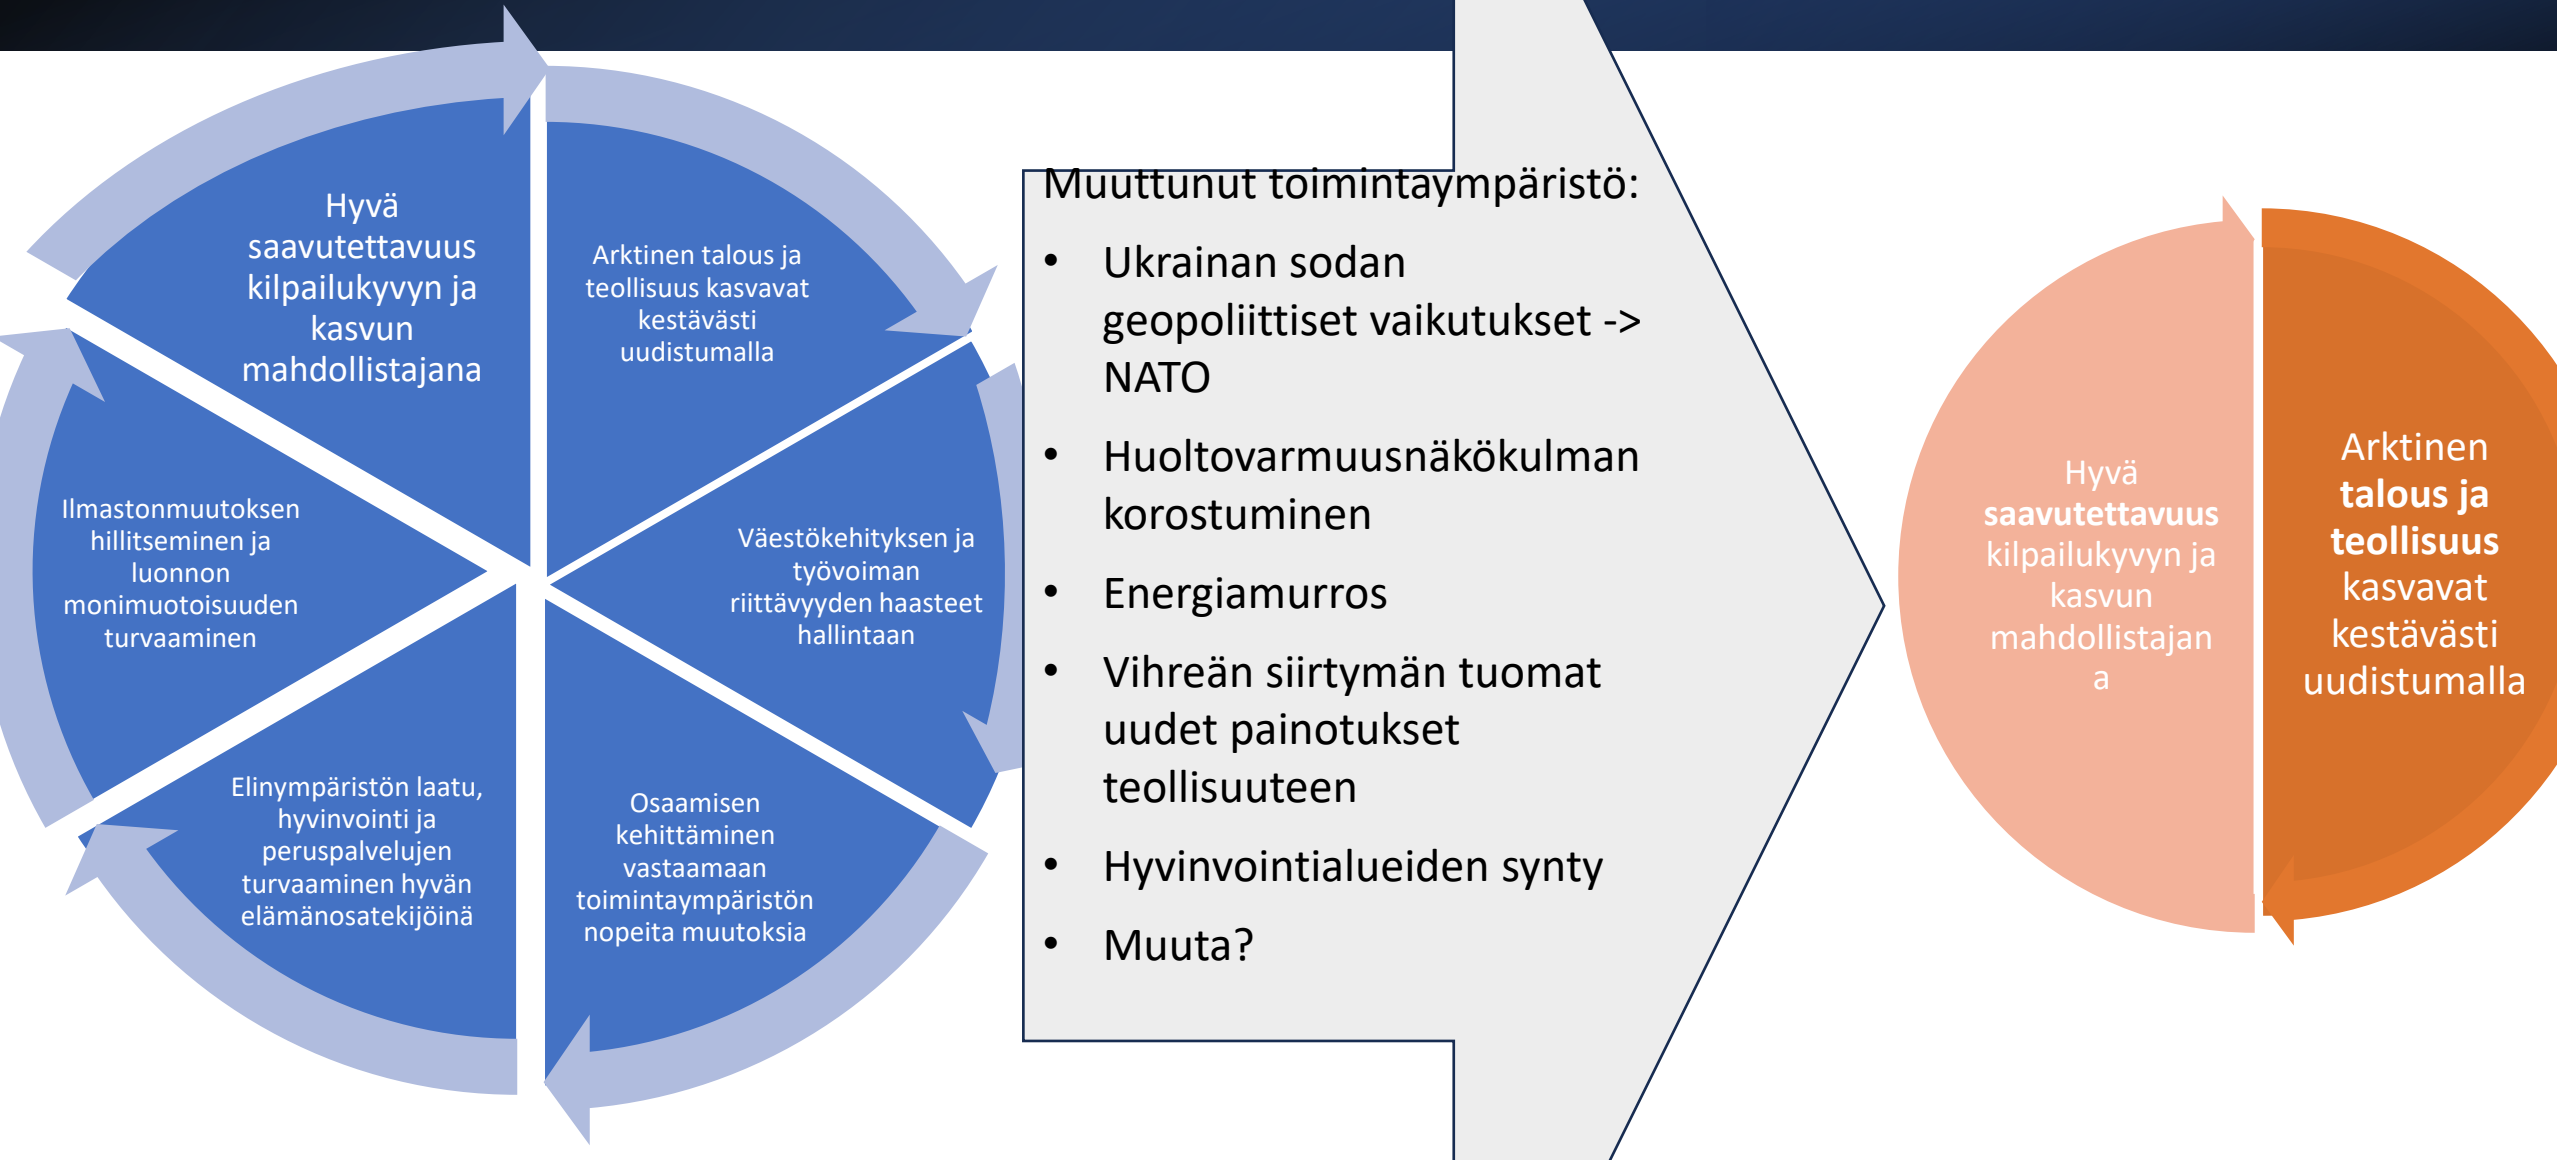 Hyvä
saavutettavuus
kilpailukyvyn ja
kasvun
mahdollistajana
Arktinen talous ja
teollisuus kasvavat
kestävästi
uudistumalla
Väestökehityksen ja
työvoiman
riittävyyden haasteet
hallintaan
Osaamisen
kehittäminen
vastaamaan
toimintaympäristön
nopeita muutoksia
Elinympäristön laatu,
hyvinvointi ja
peruspalvelujen
turvaaminen hyvän
elämänosatekijöinä
Ilmastonmuutoksen
hillitseminen ja
luonnon
monimuotoisuuden
turvaaminen
Muuttunut toimintaympäristö:
• Ukrainan sodan
geopoliittiset vaikutukset ->
NATO
• Huoltovarmuusnäkökulman
korostuminen
• Energiamurros
• Vihreän siirtymän tuomat
uudet painotukset
teollisuuteen
• Hyvinvointialueiden synty
• Muuta?
Hyvä
saavutettavuus
kilpailukyvyn ja
kasvun
mahdollistajan
a
Arktinen
talous ja
teollisuus
kasvavat
kestävästi
uudistumalla